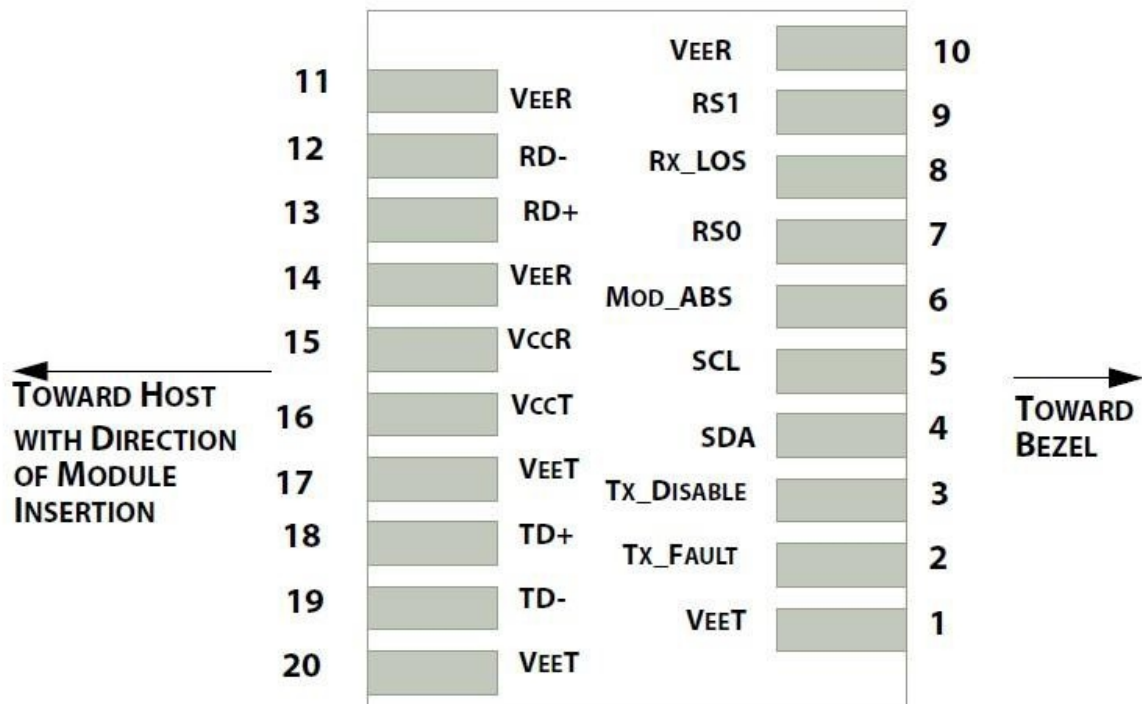 11 VEER
12 RD-
13 RD+
14 VEER
15 VCCR
16 VCCT
17 VEET
18 TD+
19 TD-
20 VEET
VEER 10
RS1 9
RX_LOS 8
RS0 7
MOD_ABS 6
SCL 5
SDA 4
TX_DISABLE 3
TX_FAULT 2
VEET 1
TOWARD HOST
WITH DIRECTION
OF MODULE
INSERTION
TOWARD
BEZEL